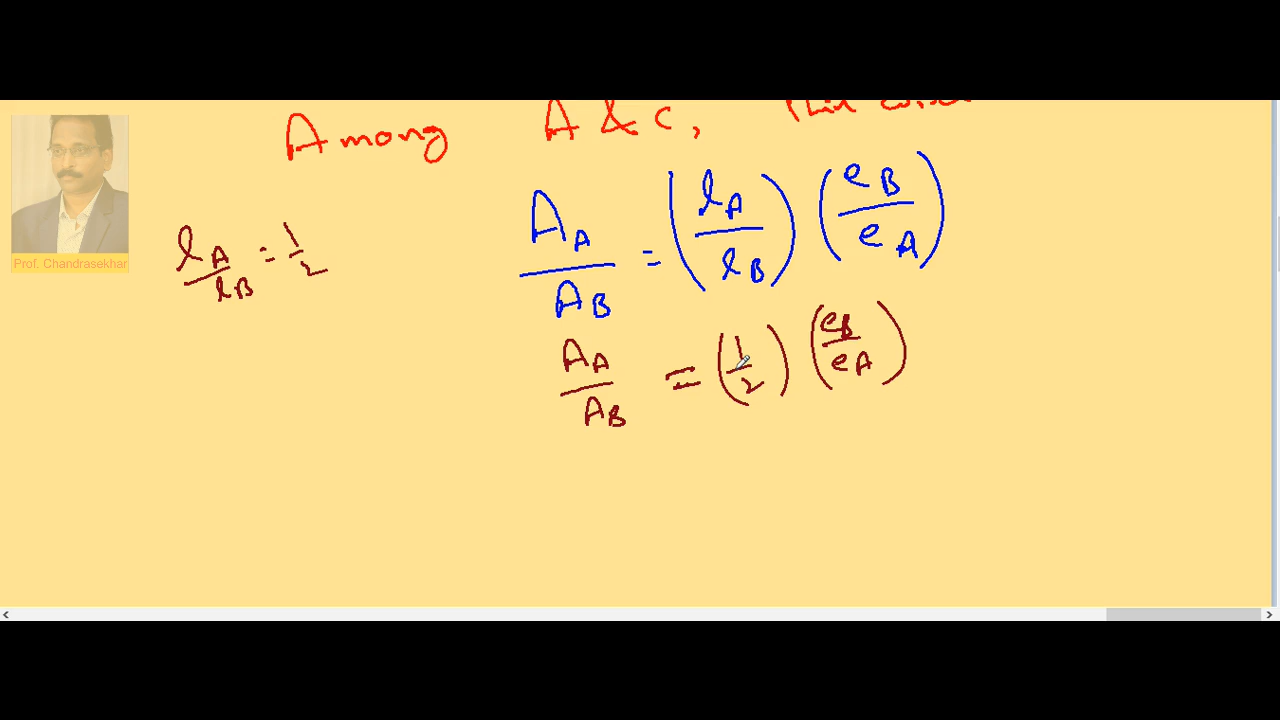 Among A & C,
A_A / A_B = (l_A / l_B) (e_B / e_A)
Prof. Chandrasekhar
l_A / l_B = 1/2
A_A / A_B = (1/2) (e_B / e_A)